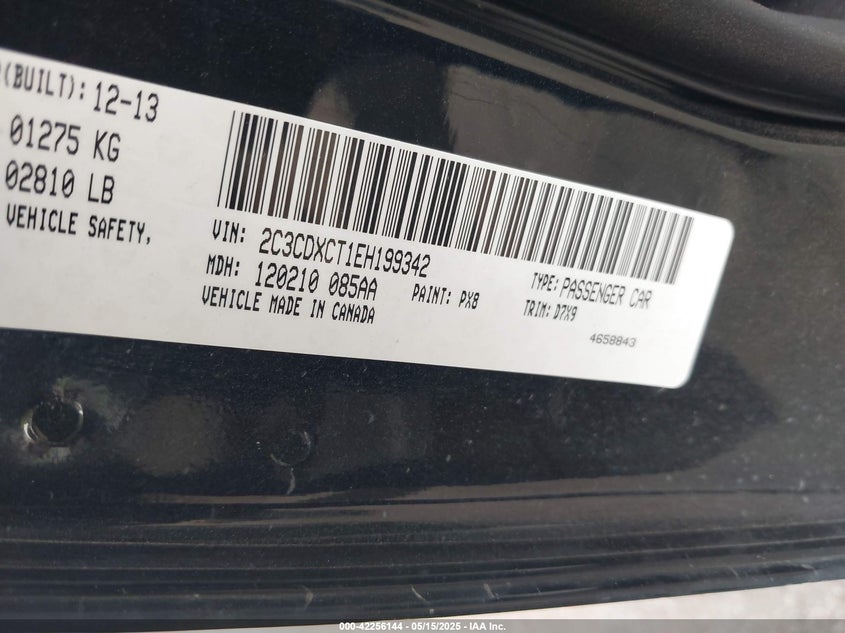 (BUILT): 12-13
01275 KG
02810 LB
VEHICLE SAFETY,
VIN: 2C3CDXCT1EH199342
MDH: 120210 085AA PAINT: PX8
VEHICLE MADE IN CANADA
TYPE: PASSENGER CAR
TRIM: D7X9
4658843
000-42256144 — 05/15/2025 — IAA Inc.